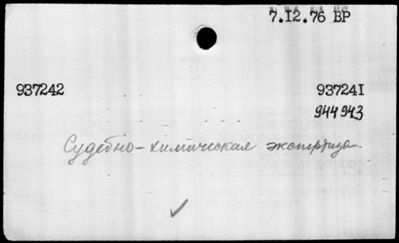 7.12.76 ВР
937242 937241
944943
Судебно-химическая экспертиза.